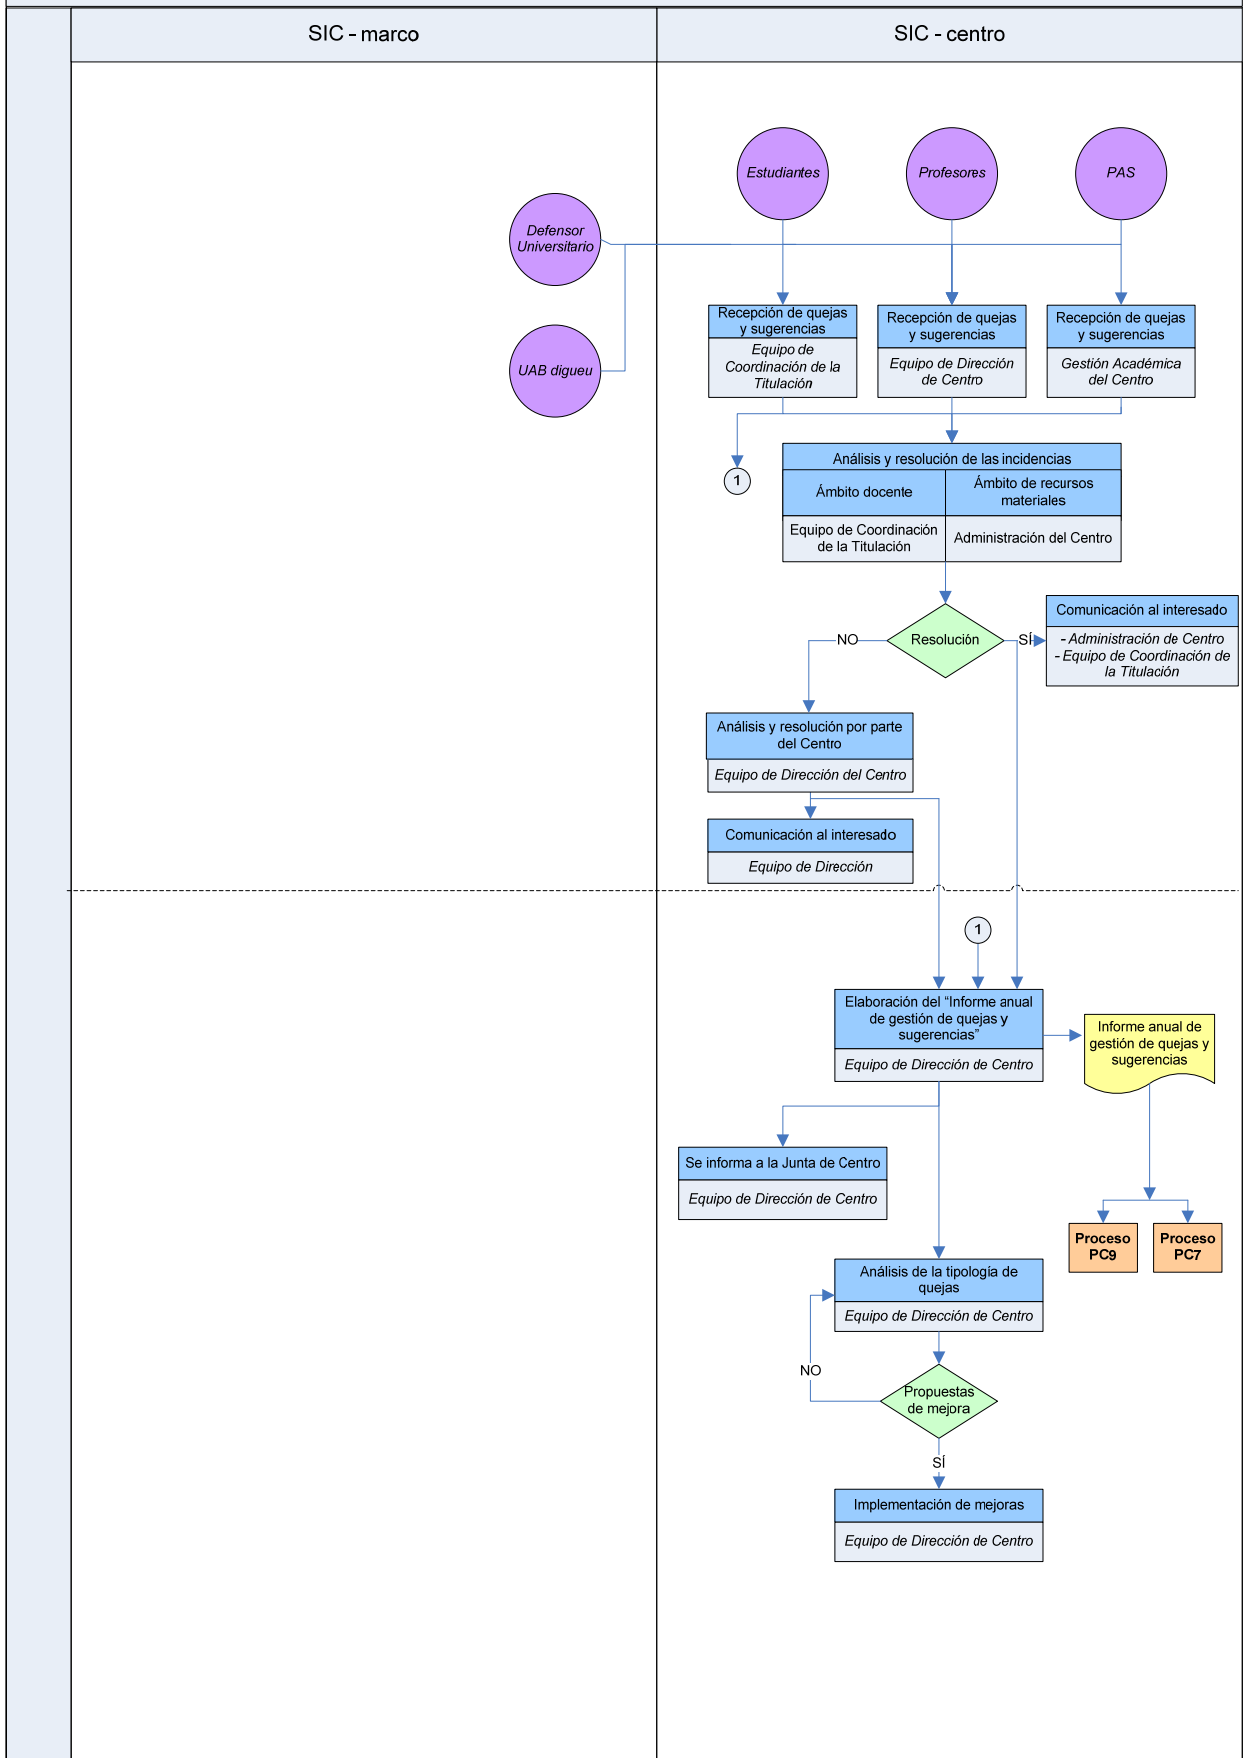 SIC - marco
SIC - centro
Estudiantes
Profesores
PAS
Defensor
Universitario
UAB digueu
Recepción de quejas
y sugerencias
Equipo de
Coordinación de la
Titulación
Recepción de quejas
y sugerencias
Equipo de Dirección
de Centro
Recepción de quejas
y sugerencias
Gestión Académica
del Centro
1
Análisis y resolución de las incidencias
Ámbito docente
Ámbito de recursos
materiales
Equipo de Coordinación
de la Titulación
Administración del Centro
Resolución
NO
SÍ
Comunicación al interesado
- Administración de Centro
- Equipo de Coordinación de
la Titulación
Análisis y resolución por parte
del Centro
Equipo de Dirección del Centro
Comunicación al interesado
Equipo de Dirección
1
Elaboración del “Informe anual
de gestión de quejas y
sugerencias”
Equipo de Dirección de Centro
Informe anual de
gestión de quejas y
sugerencias
Se informa a la Junta de Centro
Equipo de Dirección de Centro
Proceso
PC9
Proceso
PC7
Análisis de la tipología de
quejas
Equipo de Dirección de Centro
NO
Propuestas
de mejora
SÍ
Implementación de mejoras
Equipo de Dirección de Centro